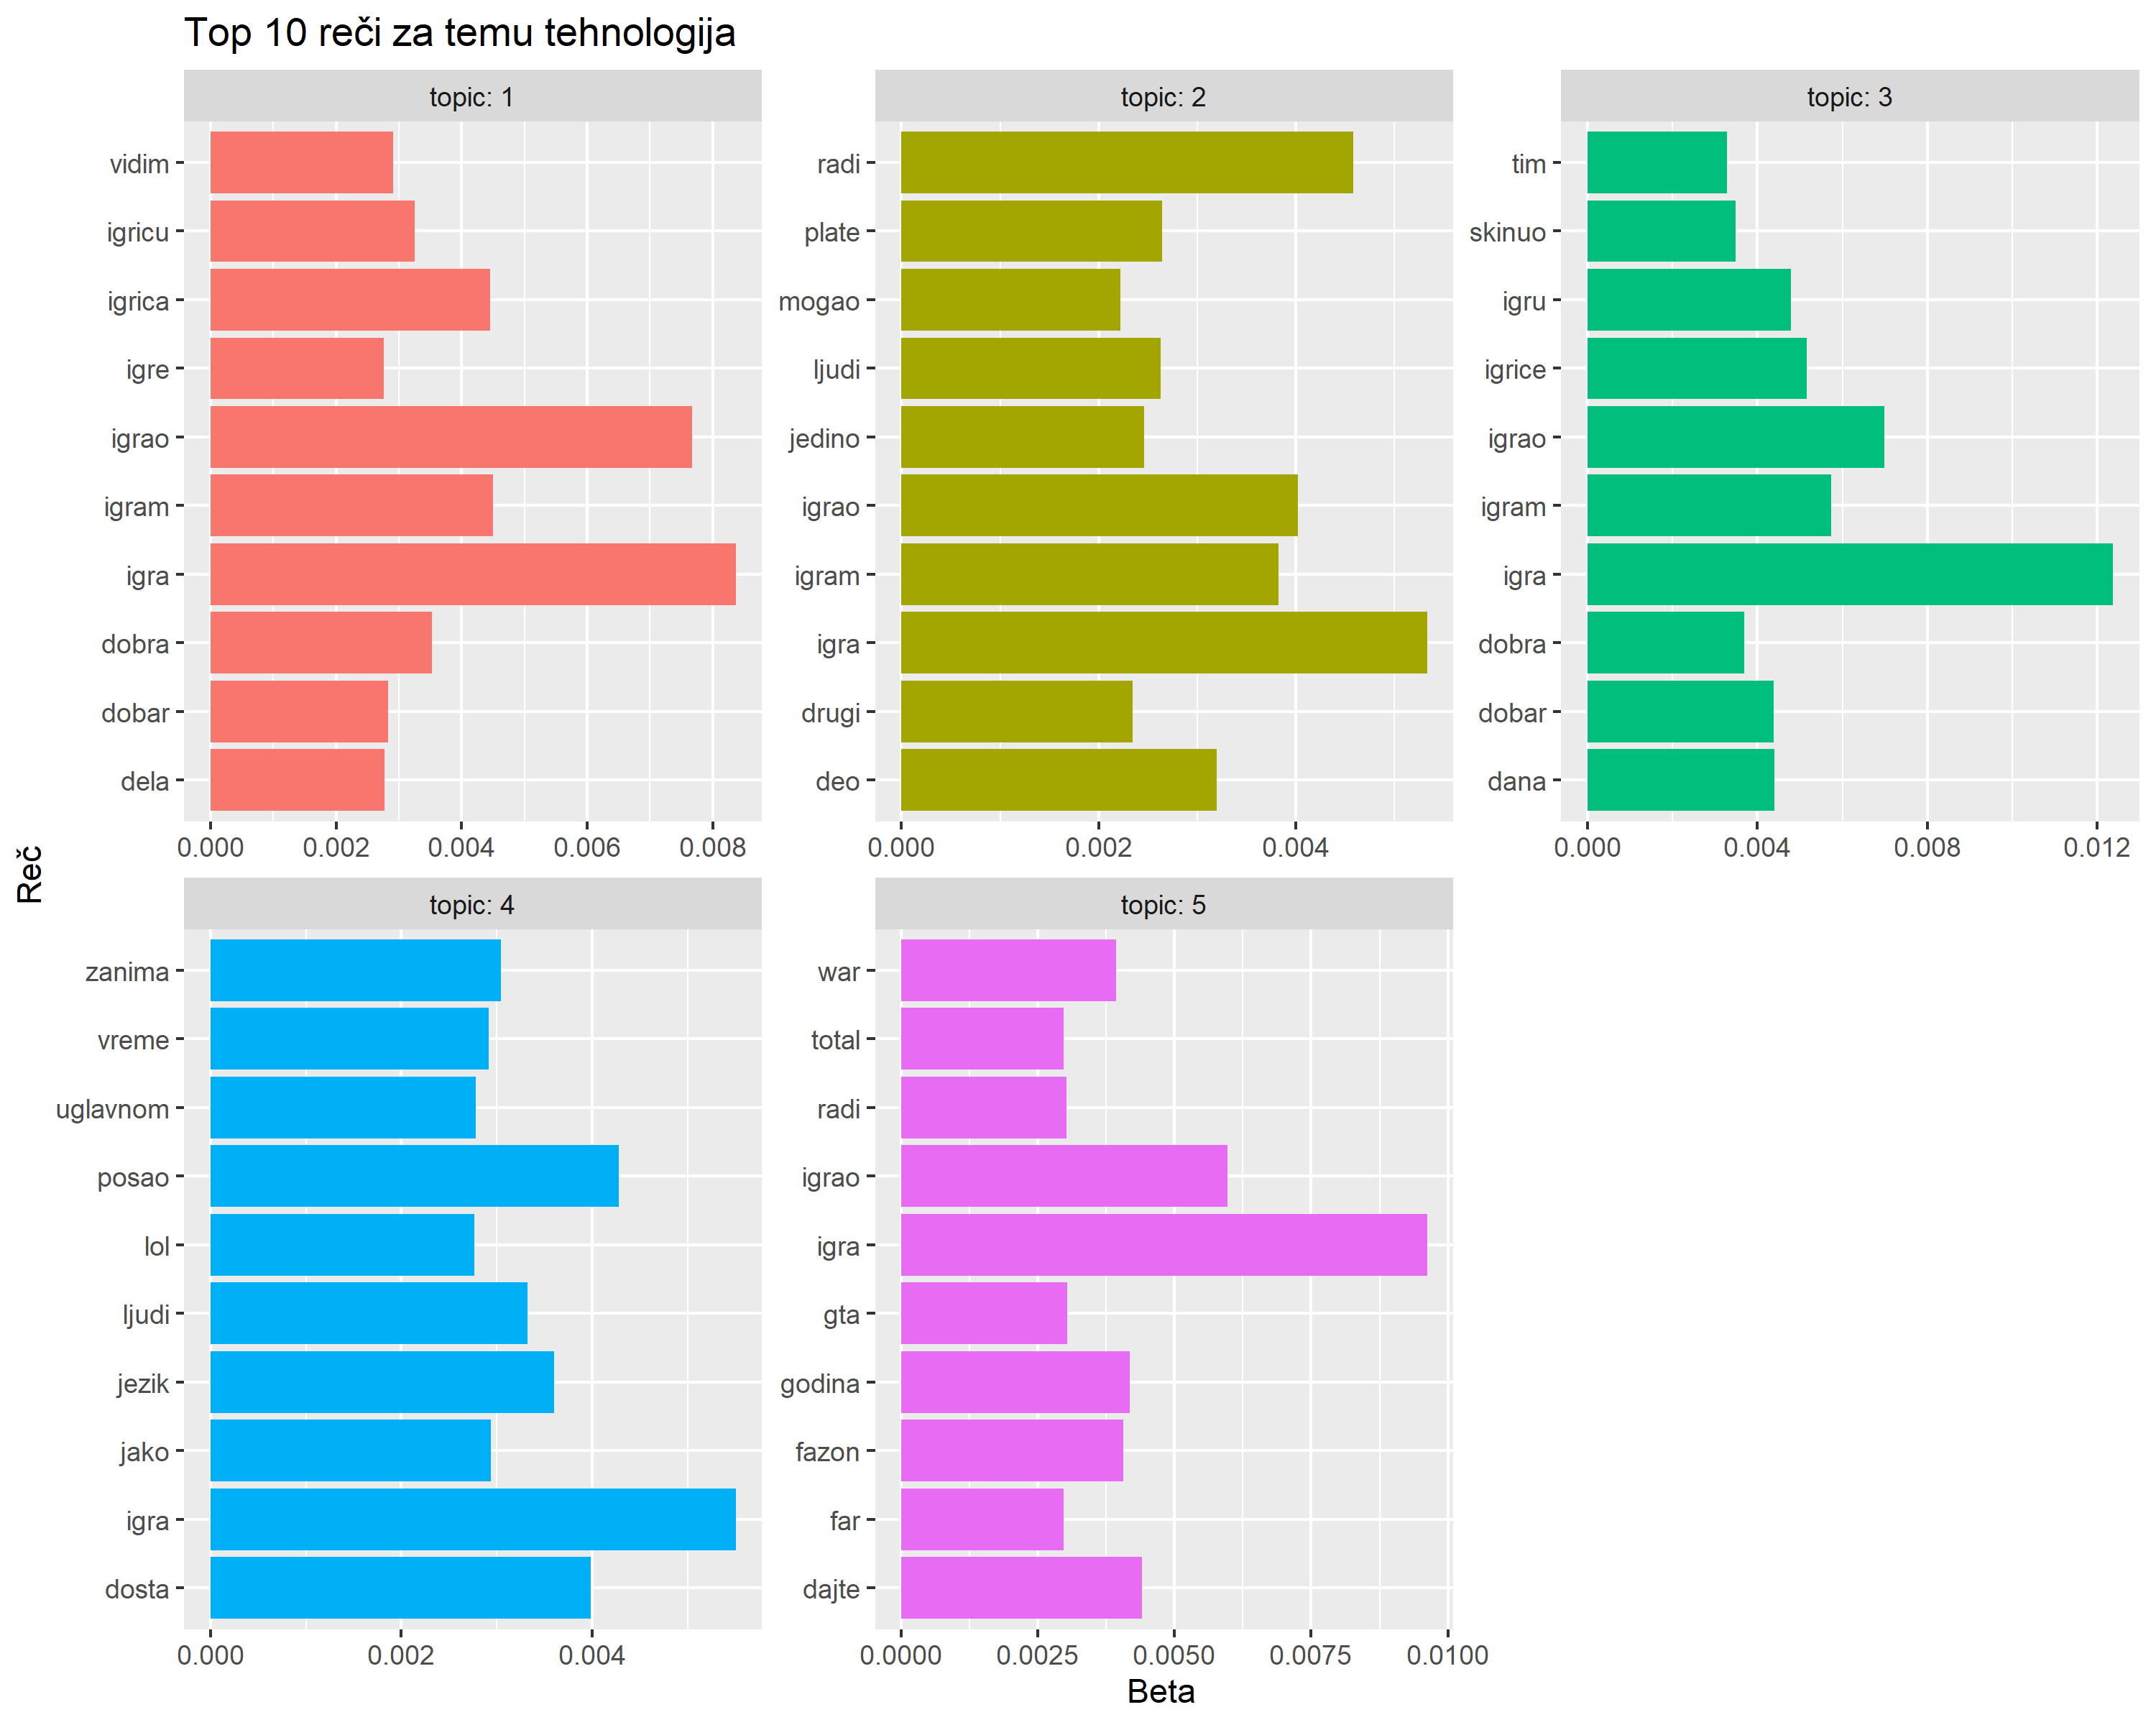 Top 10 reči za temu tehnologija
topic: 1
vidim
igricu
igrica
igre
igrao
igram
igra
dobra
dobar
dela
0.000 0.002 0.004 0.006 0.008
topic: 2
radi
plate
mogao
ljudi
jedino
igrao
igram
igra
drugi
deo
0.000 0.002 0.004
topic: 3
tim
skinuo
igru
igrice
igrao
igram
igra
dobra
dobar
dana
0.000 0.004 0.008 0.012
Reč
topic: 4
zanima
vreme
uglavnom
posao
lol
ljudi
jezik
jako
igra
dosta
0.000 0.002 0.004
topic: 5
war
total
radi
igrao
igra
gta
godina
fazon
far
dajte
0.0000 0.0025 0.0050 0.0075 0.0100
Beta